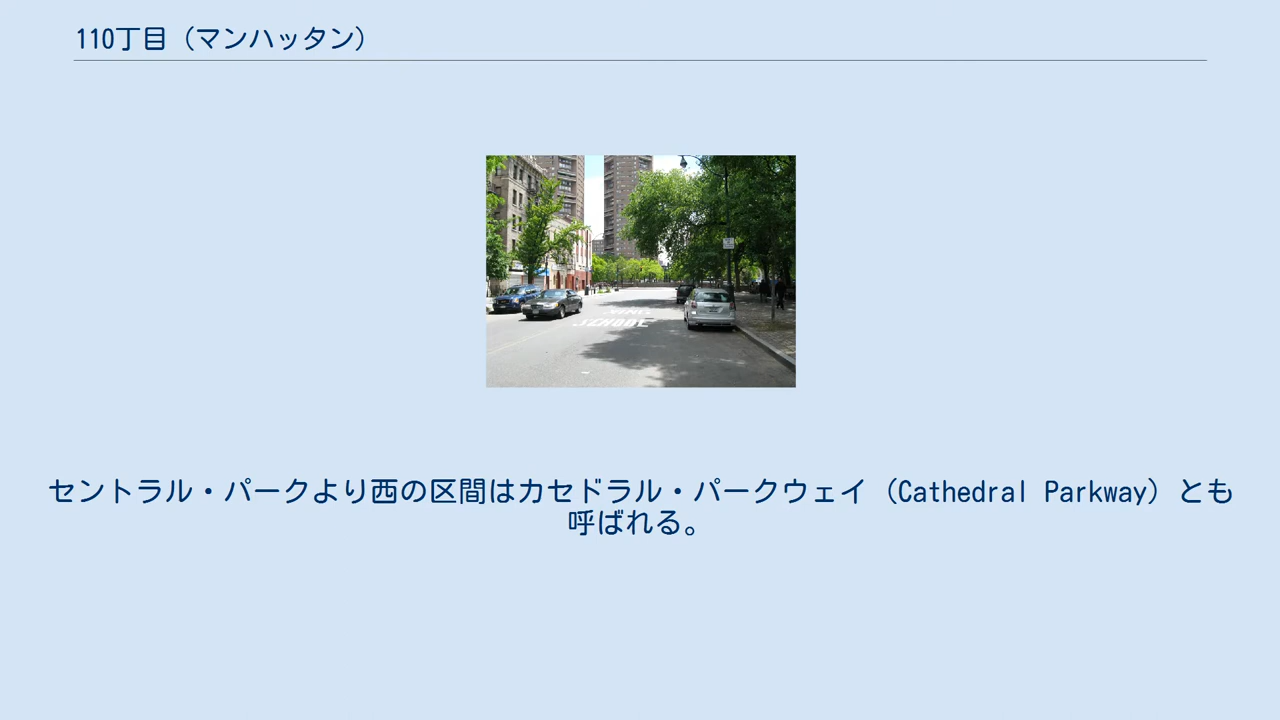 110丁目（マンハッタン）
セントラル・パークより西の区間はカセドラル・パークウェイ（Cathedral Parkway）とも
呼ばれる。